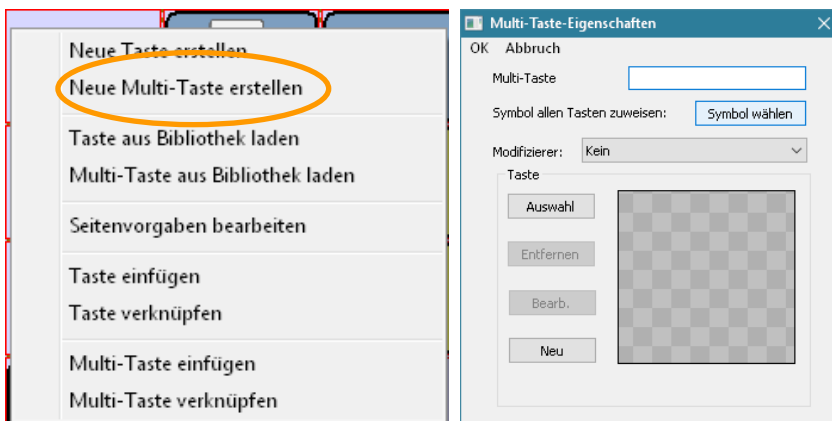 Neue Taste erstellen
Neue Multi-Taste erstellen
Taste aus Bibliothek laden
Multi-Taste aus Bibliothek laden
Seitenvorgaben bearbeiten
Taste einfügen
Taste verknüpfen
Multi-Taste einfügen
Multi-Taste verknüpfen
Multi-Taste-Eigenschaften
OK Abbruch
Multi-Taste
Symbol allen Tasten zuweisen: Symbol wählen
Modifizierer: Kein
Taste
Auswahl
Entfernen
Bearb.
Neu